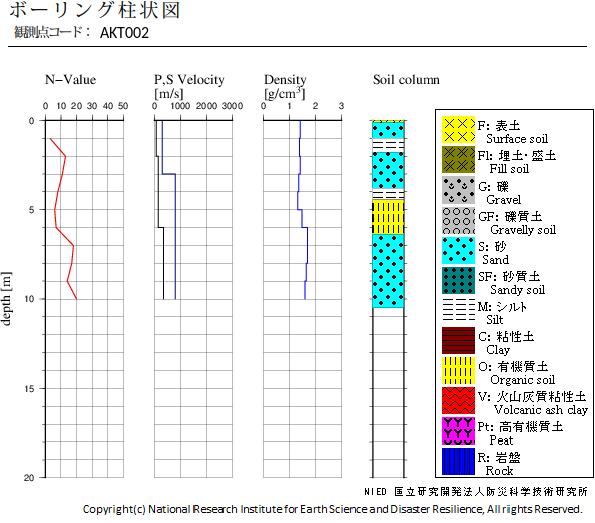 ボーリング柱状図
観測点コード： AKT002
N-Value
P,S Velocity
[m/s]
Density
[g/cm³]
Soil column
0 10 20 30 40 50
0 1000 2000 3000
0 1 2 3
0
5
10
15
20
depth [m]
F: 表土
Surface soil
Fl: 埋土・盛土
Fill soil
G: 礫
Gravel
GF: 礫質土
Gravelly soil
S: 砂
Sand
SF: 砂質土
Sandy soil
M: シルト
Silt
C: 粘性土
Clay
O: 有機質土
Organic soil
V: 火山灰質粘性土
Volcanic ash clay
Pt: 高有機質土
Peat
R: 岩盤
Rock
NIED 国立研究開発法人防災科学技術研究所
Copyright(c) National Research Institute for Earth Science and Disaster Resilience, All rights Reserved.